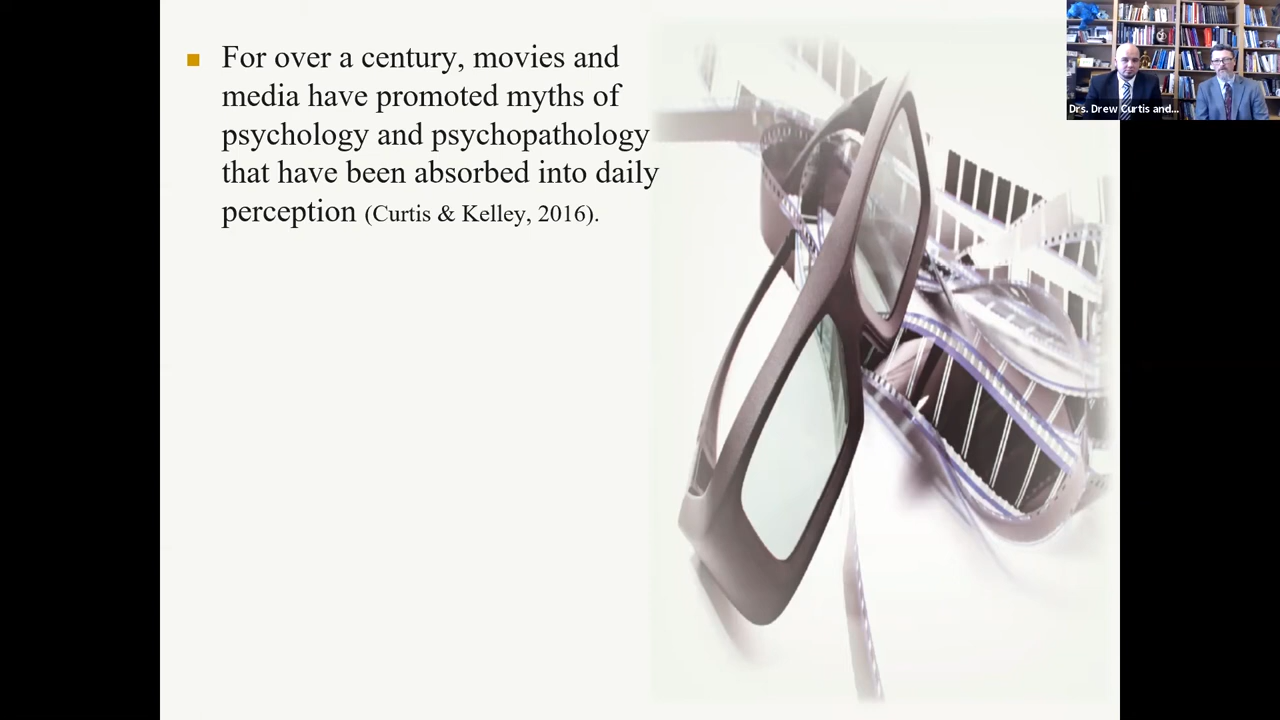 For over a century, movies and
media have promoted myths of
psychology and psychopathology
that have been absorbed into daily
perception (Curtis & Kelley, 2016).
Drs. Drew Curtis and...